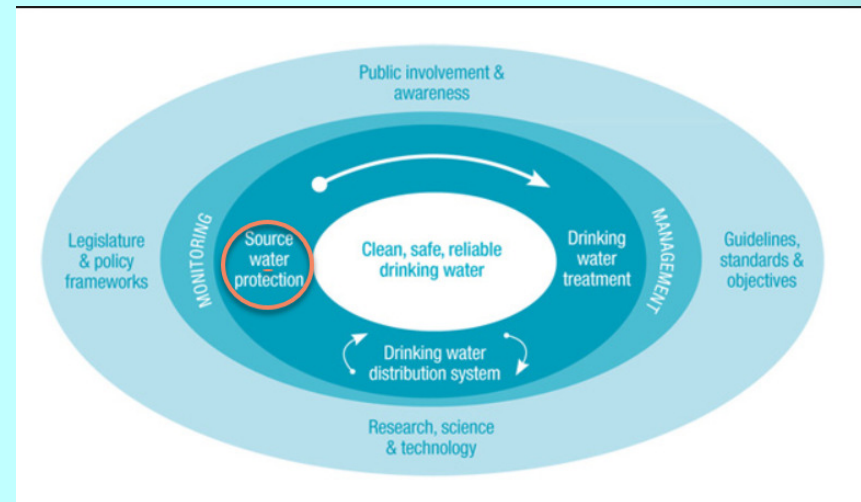 Public involvement &
awareness
Legislature
& policy
frameworks
MONITORING
Source
water
protection
Clean, safe, reliable
drinking water
Drinking
water
treatment
MANAGEMENT
Guidelines,
standards &
objectives
Drinking water
distribution system
Research, science
& technology